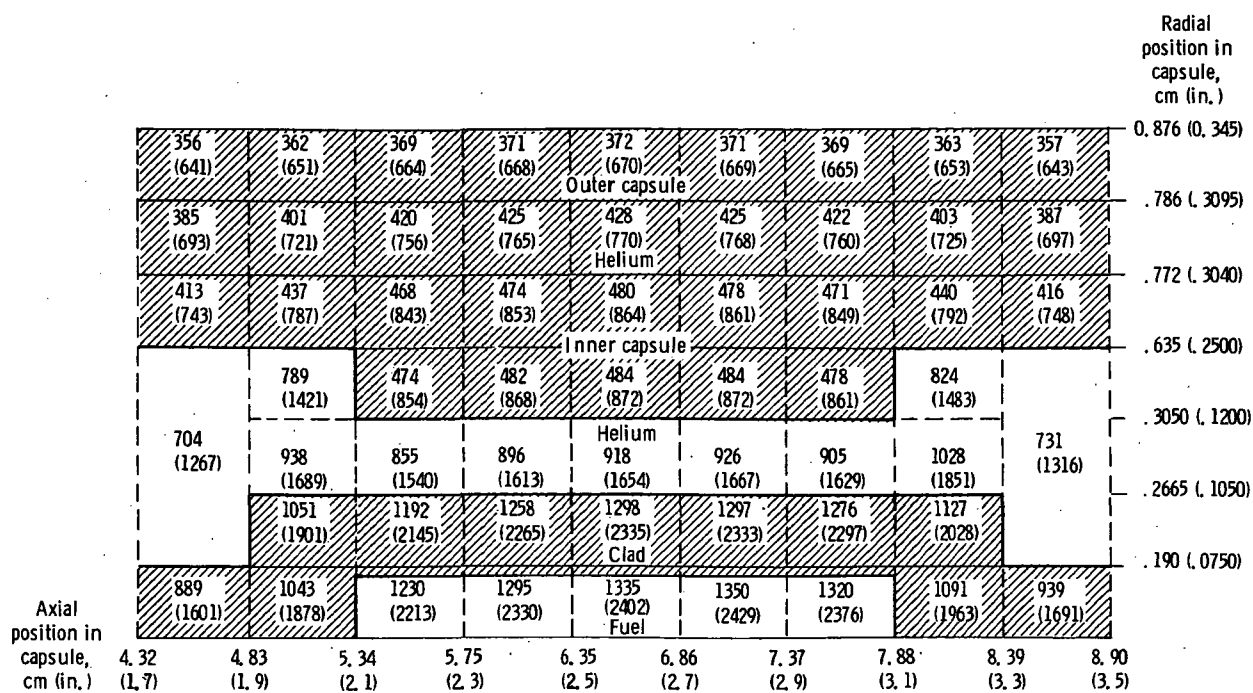 Radial
position in
capsule,
cm (in.)
0.876 (0.345)
356 362 369 371 372 371 369 363 357
(641) (651) (664) (668) (670) (669) (665) (653) (643)
Outer capsule
.786 (.3095)
385 401 420 425 428 425 422 403 387
(693) (721) (756) (765) (770) (768) (760) (725) (697)
Helium
.772 (.3040)
413 437 468 474 480 478 471 440 416
(743) (787) (843) (853) (864) (861) (849) (792) (748)
Inner capsule
.635 (.2500)
789 474 482 484 484 478 824
(1421) (854) (868) (872) (872) (861) (1483)
.3050 (.1200)
Helium
704 731
(1267) (1316)
938 855 896 918 926 905 1028
(1689) (1540) (1613) (1654) (1667) (1629) (1851)
.2665 (.1050)
1051 1192 1258 1298 1297 1276 1127
(1901) (2145) (2265) (2335) (2333) (2297) (2028)
Clad
.190 (.0750)
889 1043 1230 1295 1335 1350 1320 1091 939
(1601) (1878) (2213) (2330) (2402) (2429) (2376) (1963) (1691)
Fuel
Axial
position in
capsule,
cm (in.)
4.32 4.83 5.34 5.75 6.35 6.86 7.37 7.88 8.39 8.90
(1.7) (1.9) (2.1) (2.3) (2.5) (2.7) (2.9) (3.1) (3.3) (3.5)